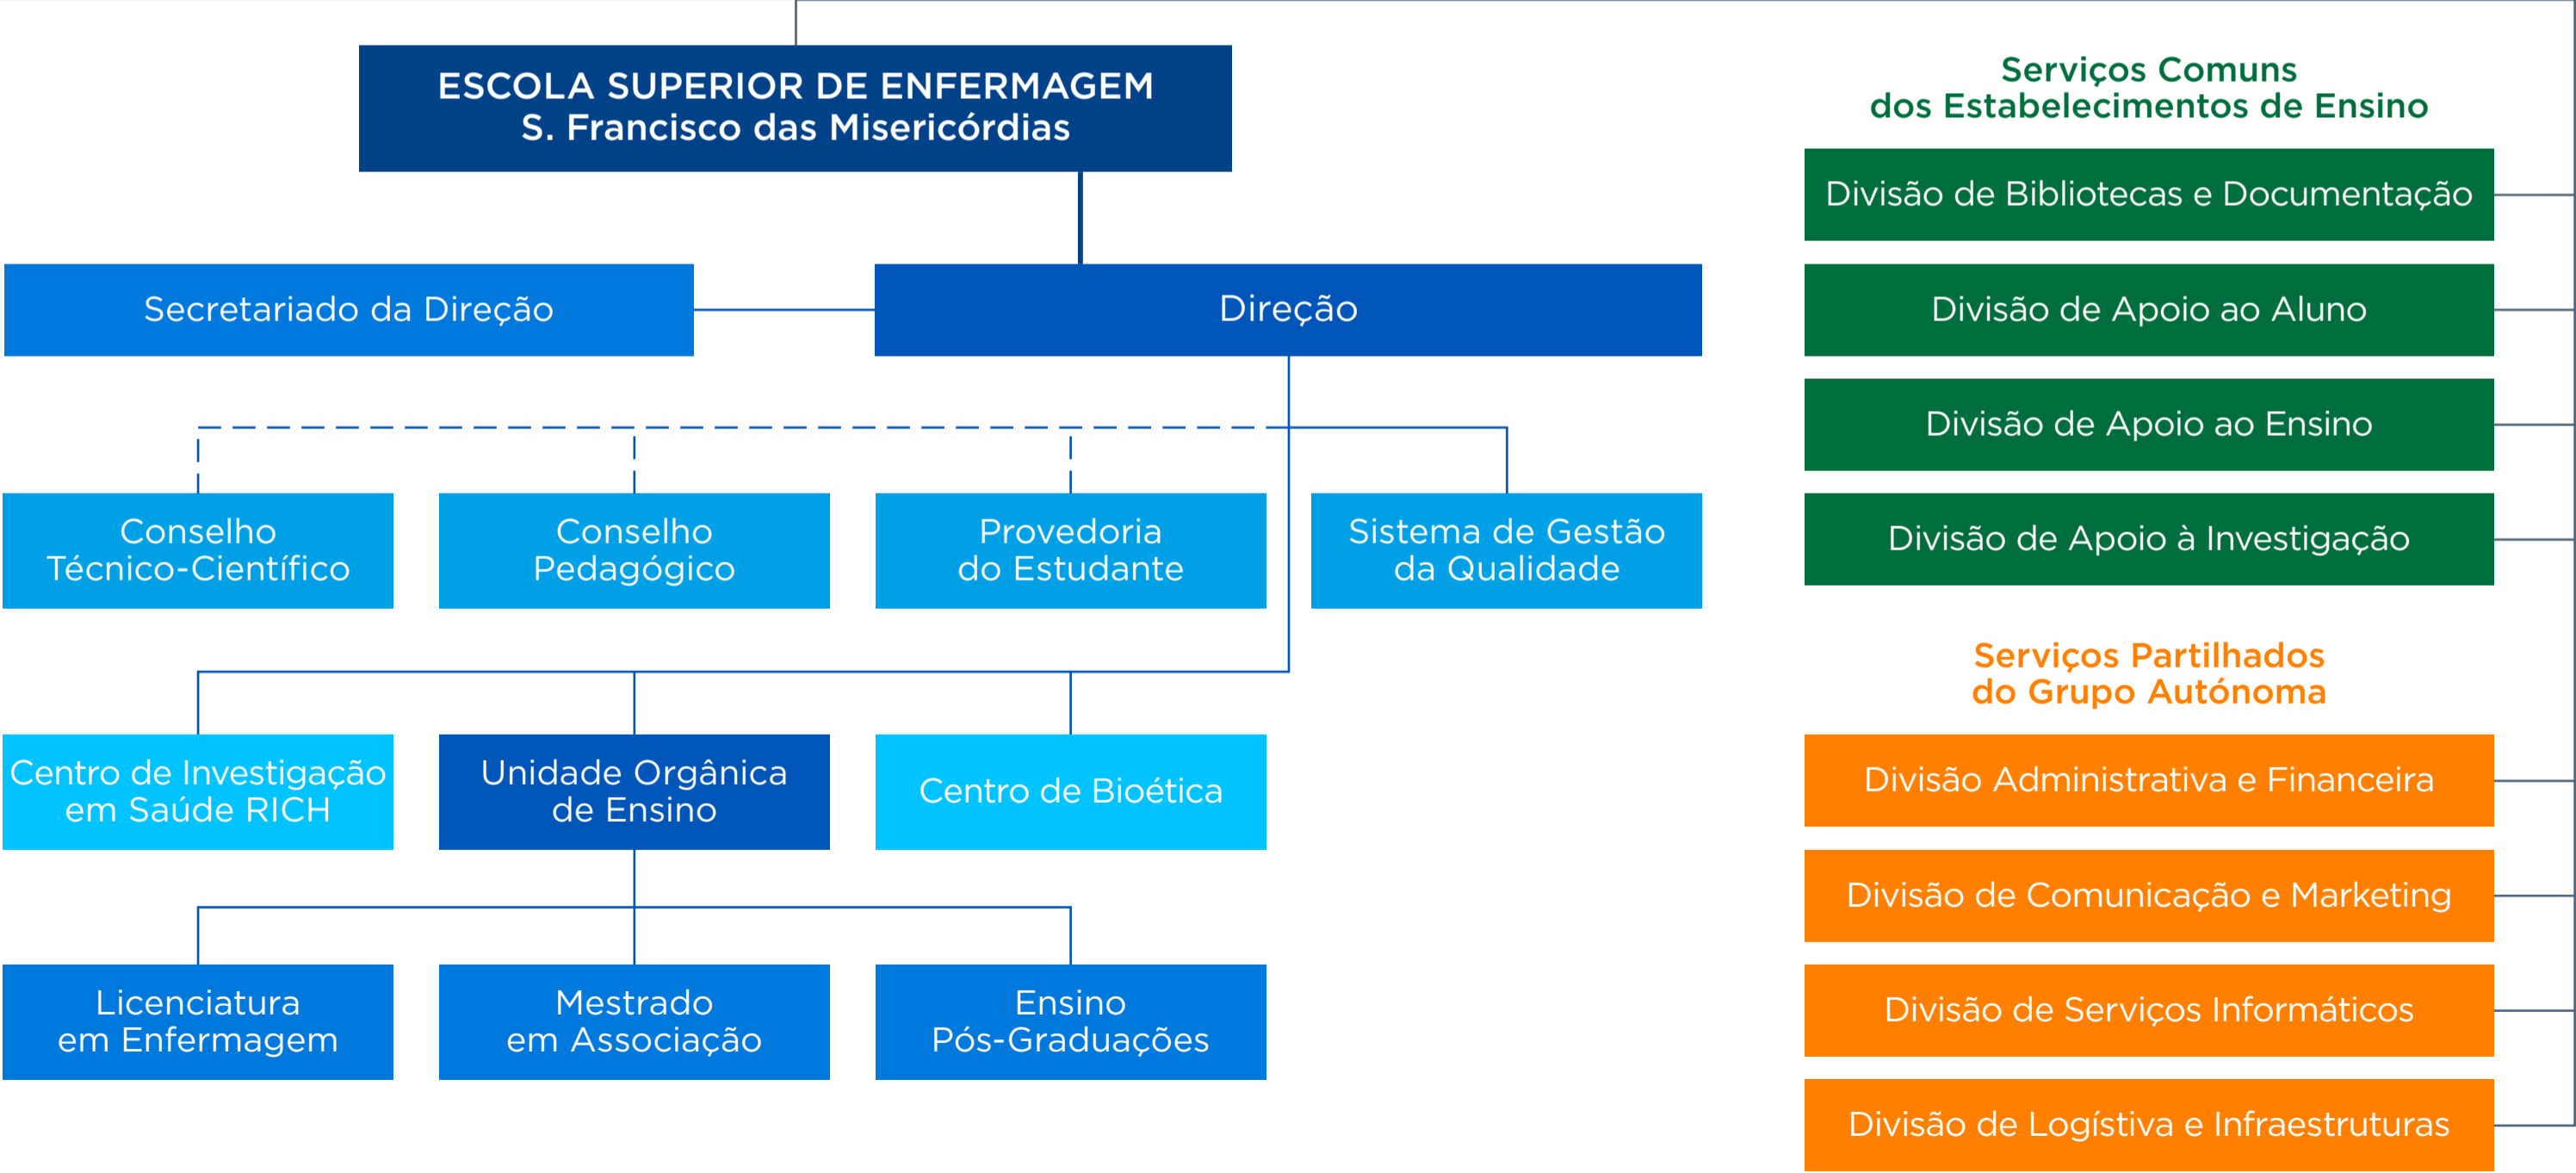 ESCOLA SUPERIOR DE ENFERMAGEM
S. Francisco das Misericórdias
Secretariado da Direção
Direção
Conselho
Técnico-Científico
Conselho
Pedagógico
Provedoria
do Estudante
Sistema de Gestão
da Qualidade
Centro de Investigação
em Saúde RICH
Unidade Orgânica
de Ensino
Centro de Bioética
Licenciatura
em Enfermagem
Mestrado
em Associação
Ensino
Pós-Graduações
Serviços Comuns
dos Estabelecimentos de Ensino
Divisão de Bibliotecas e Documentação
Divisão de Apoio ao Aluno
Divisão de Apoio ao Ensino
Divisão de Apoio à Investigação
Serviços Partilhados
do Grupo Autónoma
Divisão Administrativa e Financeira
Divisão de Comunicação e Marketing
Divisão de Serviços Informáticos
Divisão de Logístiva e Infraestruturas